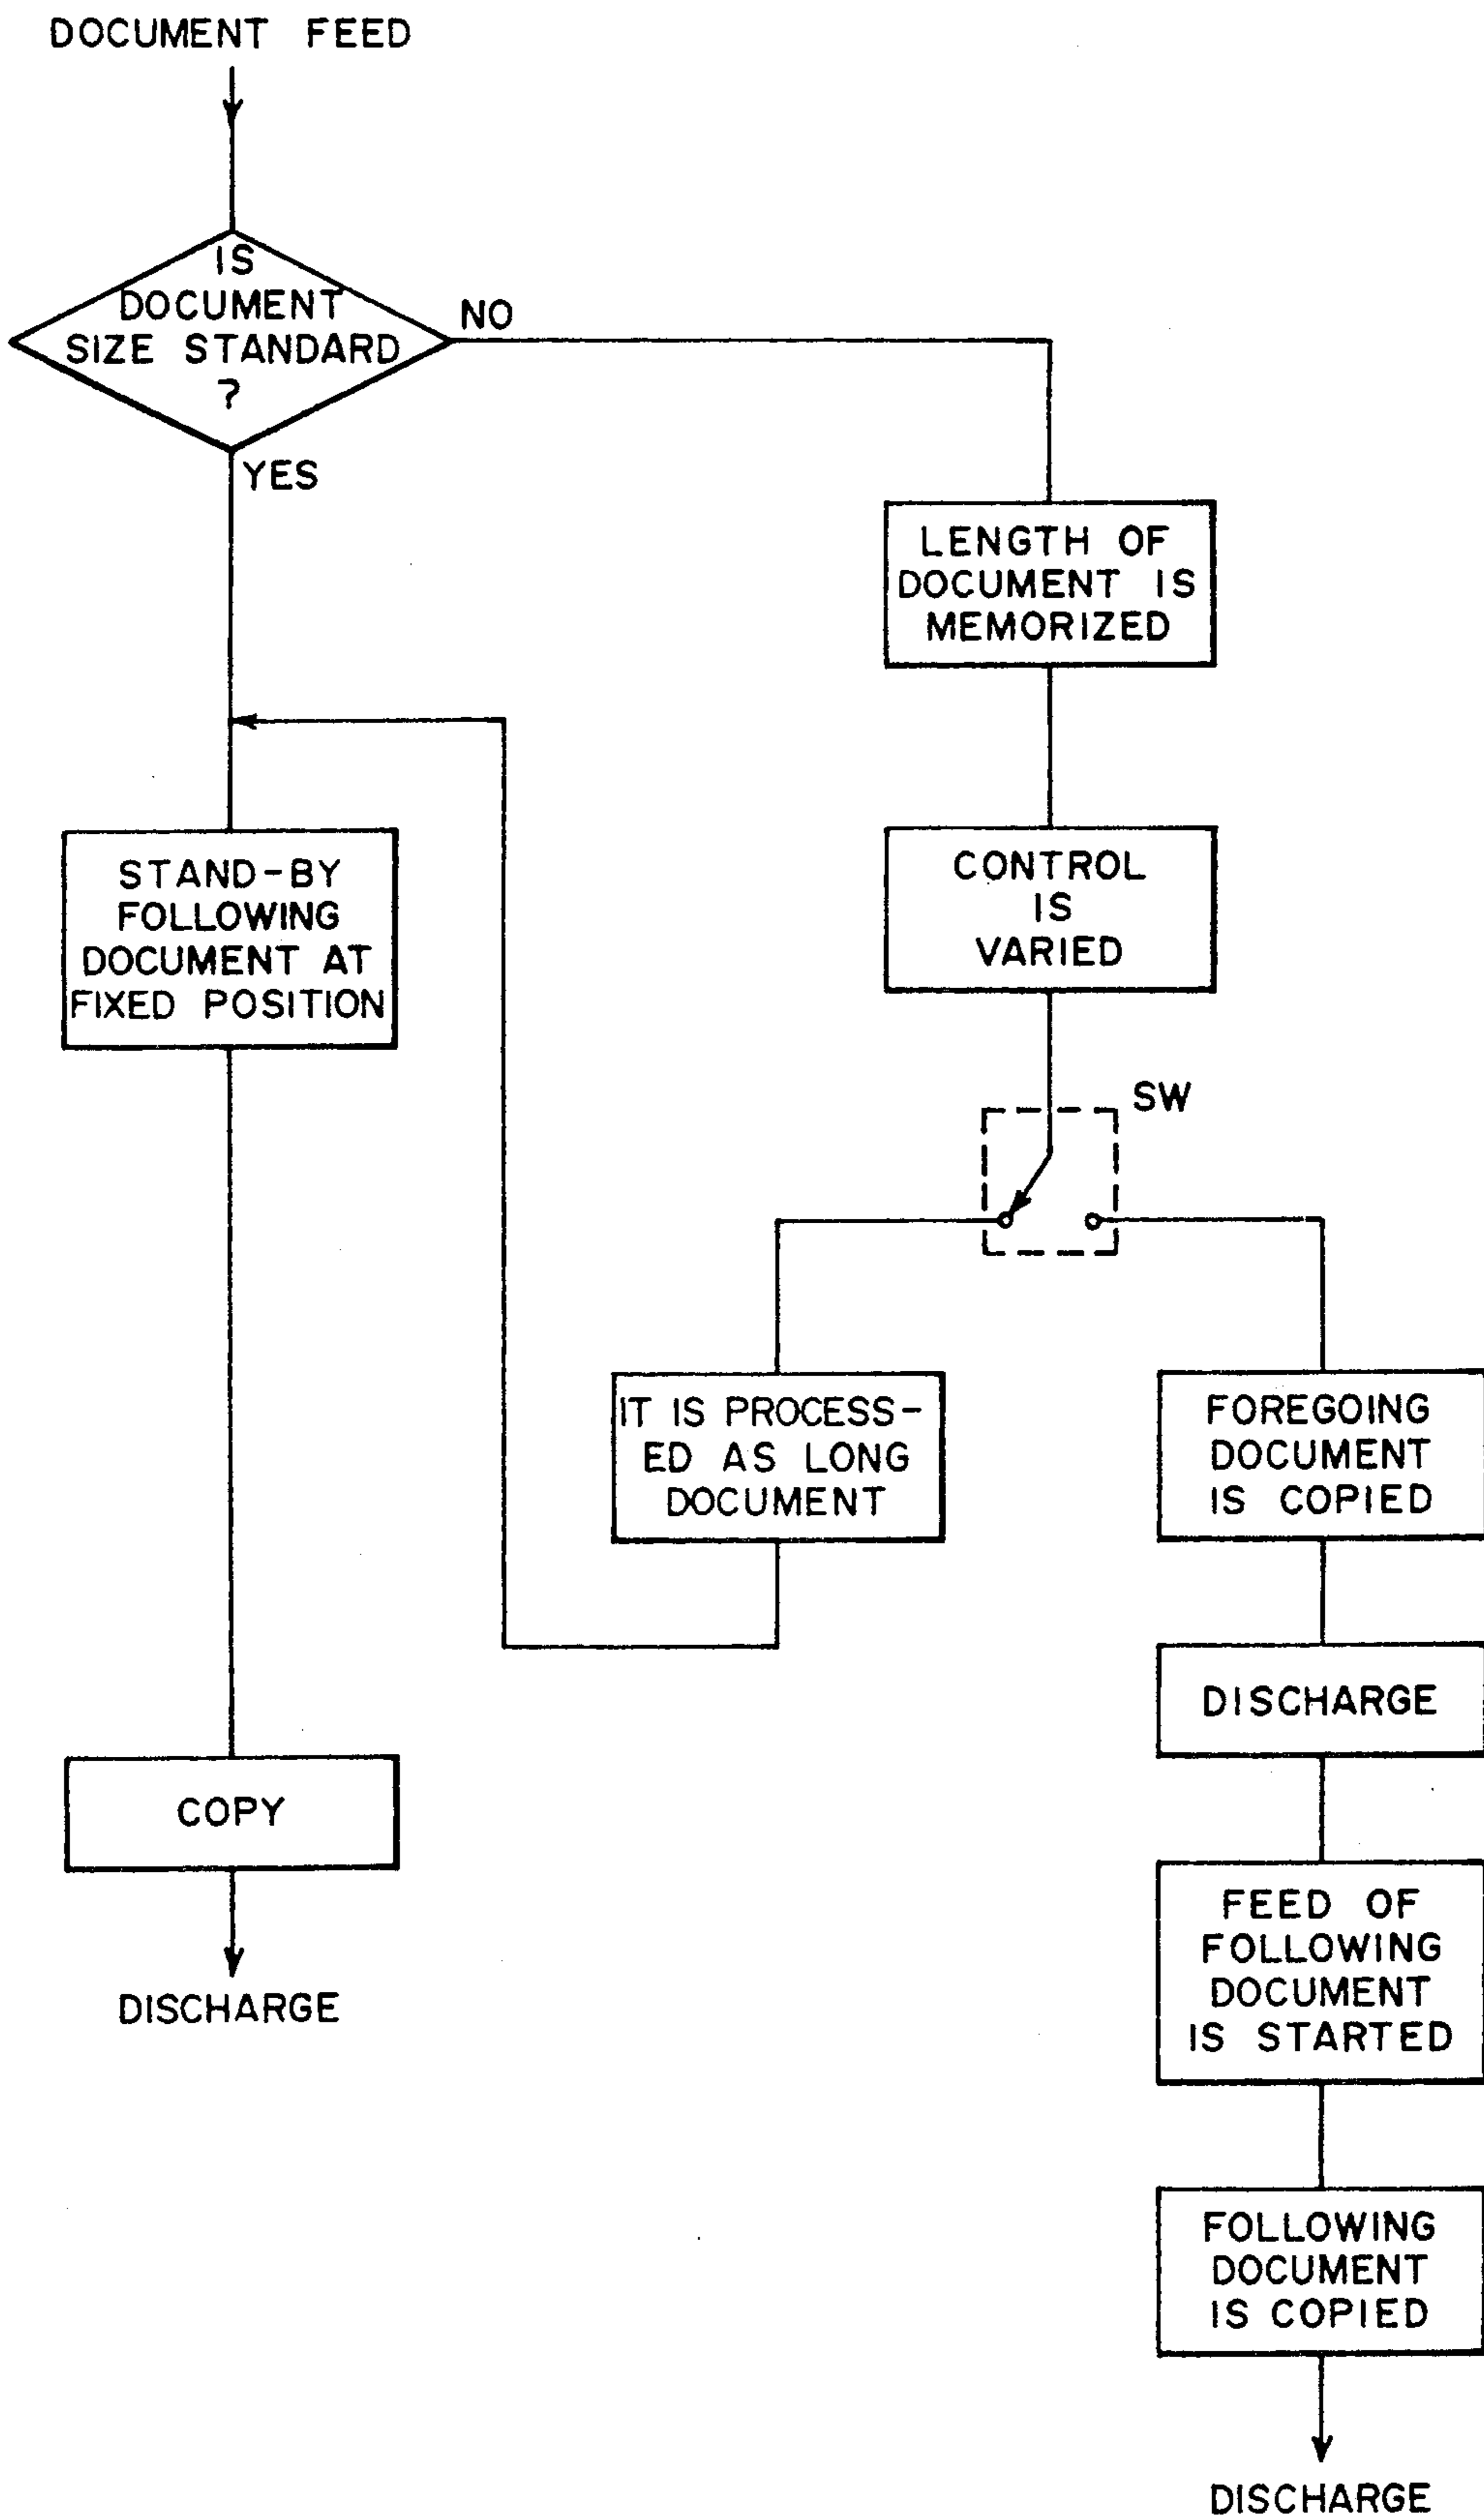 DOCUMENT FEED
IS
DOCUMENT
SIZE STANDARD
?
NO
YES
LENGTH OF
DOCUMENT IS
MEMORIZED
STAND-BY
FOLLOWING
DOCUMENT AT
FIXED POSITION
CONTROL
IS
VARIED
SW
IT IS PROCESS-
ED AS LONG
DOCUMENT
FOREGOING
DOCUMENT
IS COPIED
DISCHARGE
COPY
DISCHARGE
FEED OF
FOLLOWING
DOCUMENT
IS STARTED
FOLLOWING
DOCUMENT
IS COPIED
DISCHARGE